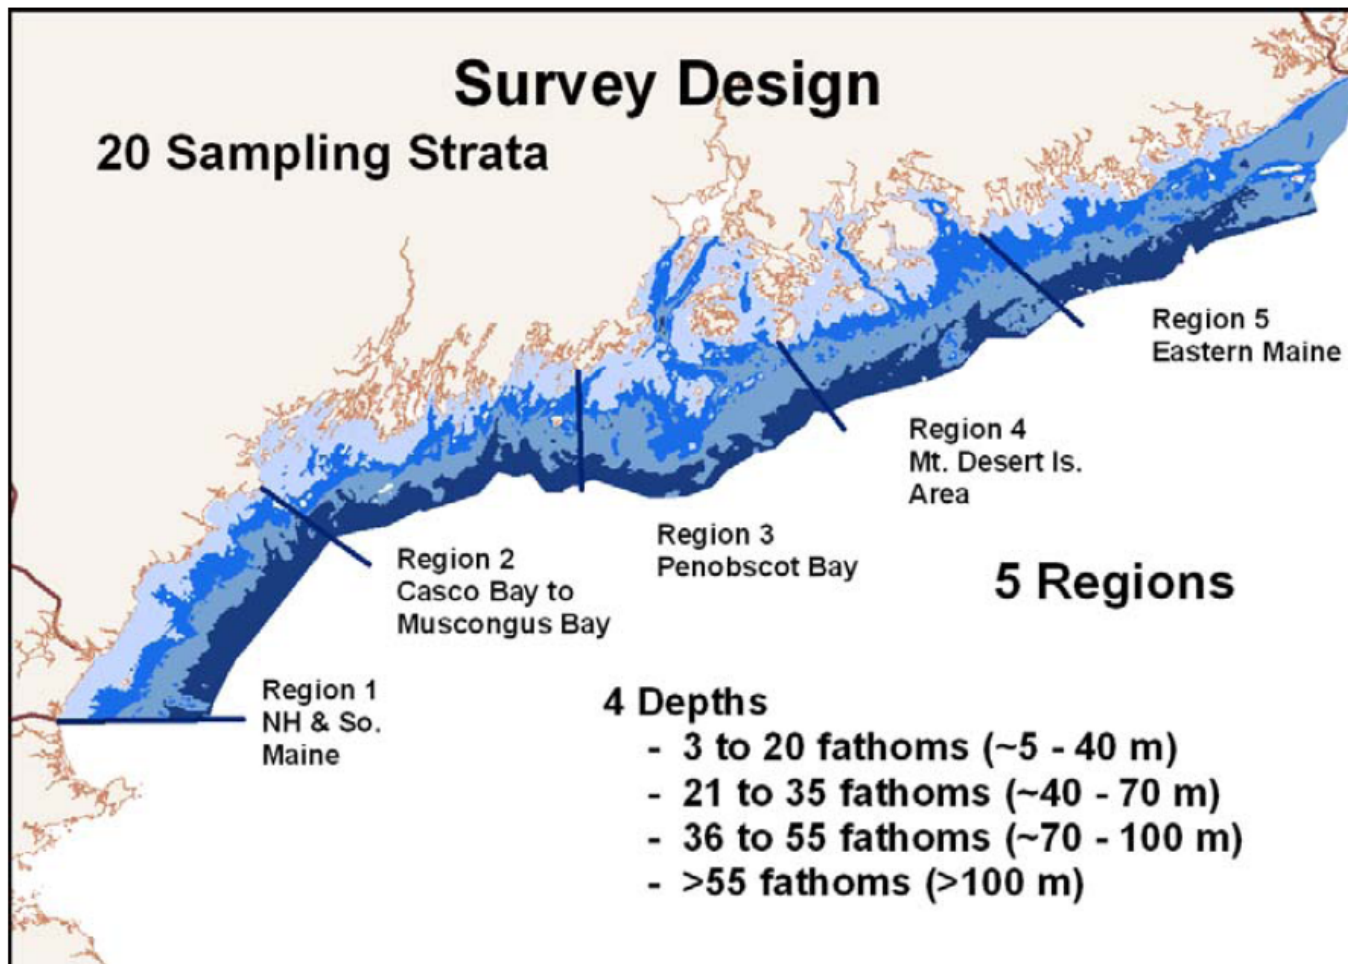 Survey Design
20 Sampling Strata
Region 5
Eastern Maine
Region 4
Mt. Desert Is.
Area
Region 3
Penobscot Bay
Region 2
Casco Bay to
Muscongus Bay
5 Regions
Region 1
NH & So.
Maine
4 Depths
- 3 to 20 fathoms (~5 - 40 m)
- 21 to 35 fathoms (~40 - 70 m)
- 36 to 55 fathoms (~70 - 100 m)
- >55 fathoms (>100 m)